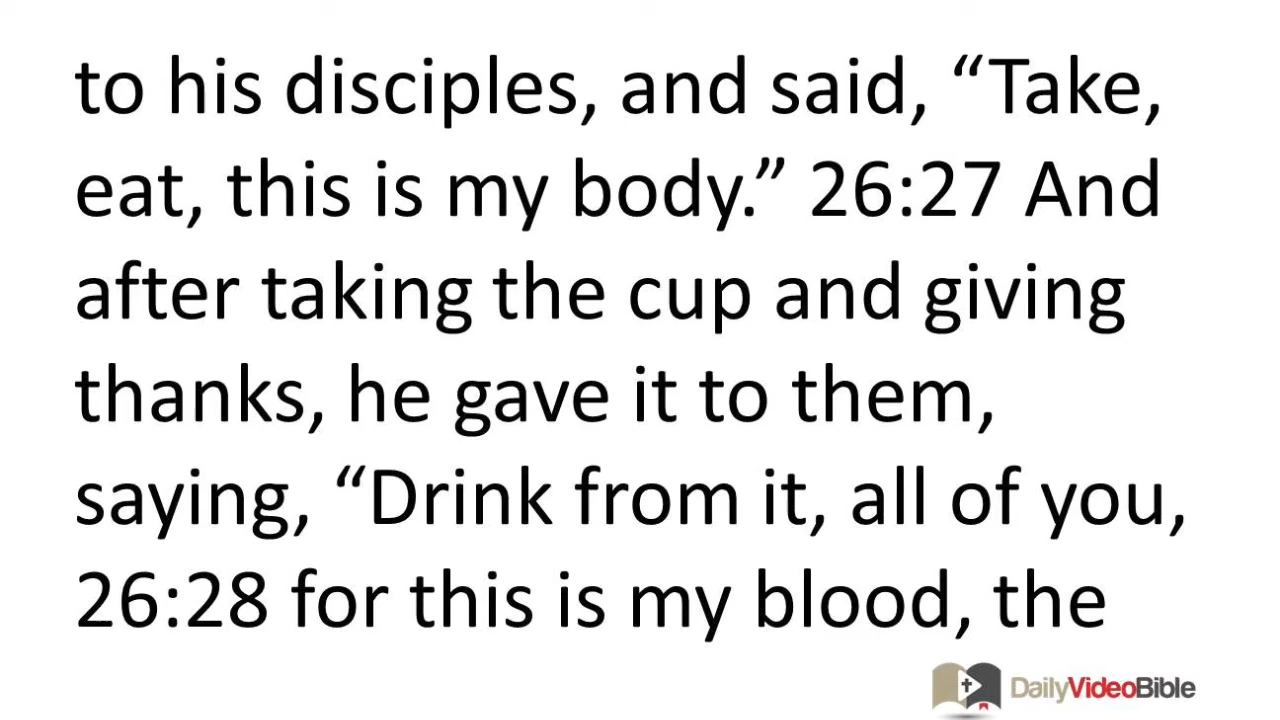 to his disciples, and said, “Take,
eat, this is my body.” 26:27 And
after taking the cup and giving
thanks, he gave it to them,
saying, “Drink from it, all of you,
26:28 for this is my blood, the
DailyVideoBible